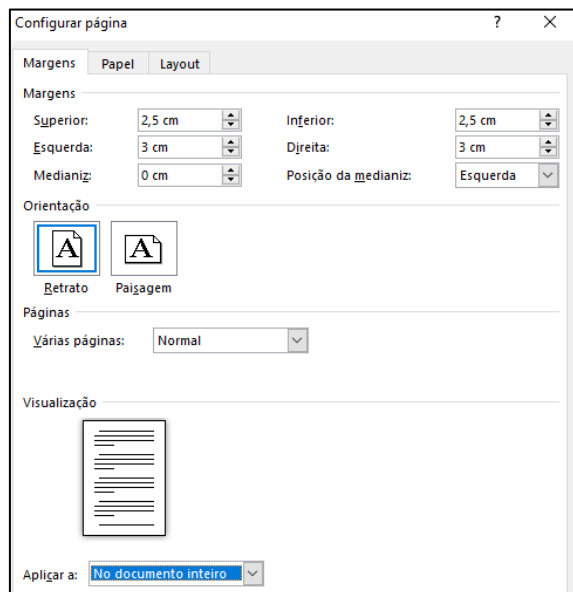 Configurar página ? ×
Margens Papel Layout
Margens
Superior: 2,5 cm Inferior: 2,5 cm
Esquerda: 3 cm Direita: 3 cm
Medianiz: 0 cm Posição da medianiz: Esquerda
Orientação
A A
Retrato Paisagem
Páginas
Várias páginas: Normal
Visualização
Aplicar a: No documento inteiro